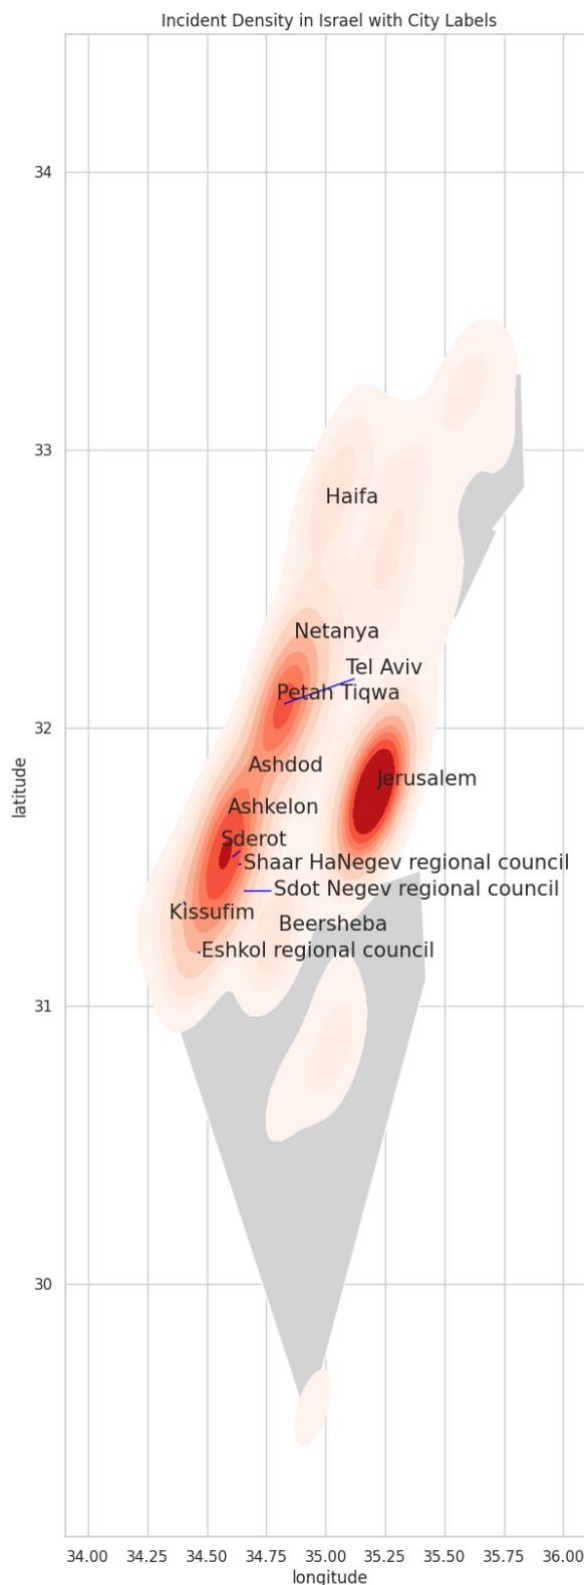 Incident Density in Israel with City Labels
34
33
32
31
30
latitude
Haifa
Netanya
Tel Aviv
Petah Tiqwa
Ashdod
Jerusalem
Ashkelon
Sderot
Shaar HaNegev regional council
Sdot Negev regional council
Kissufim
Beersheba
Eshkol regional council
34.00 34.25 34.50 34.75 35.00 35.25 35.50 35.75 36.00
longitude